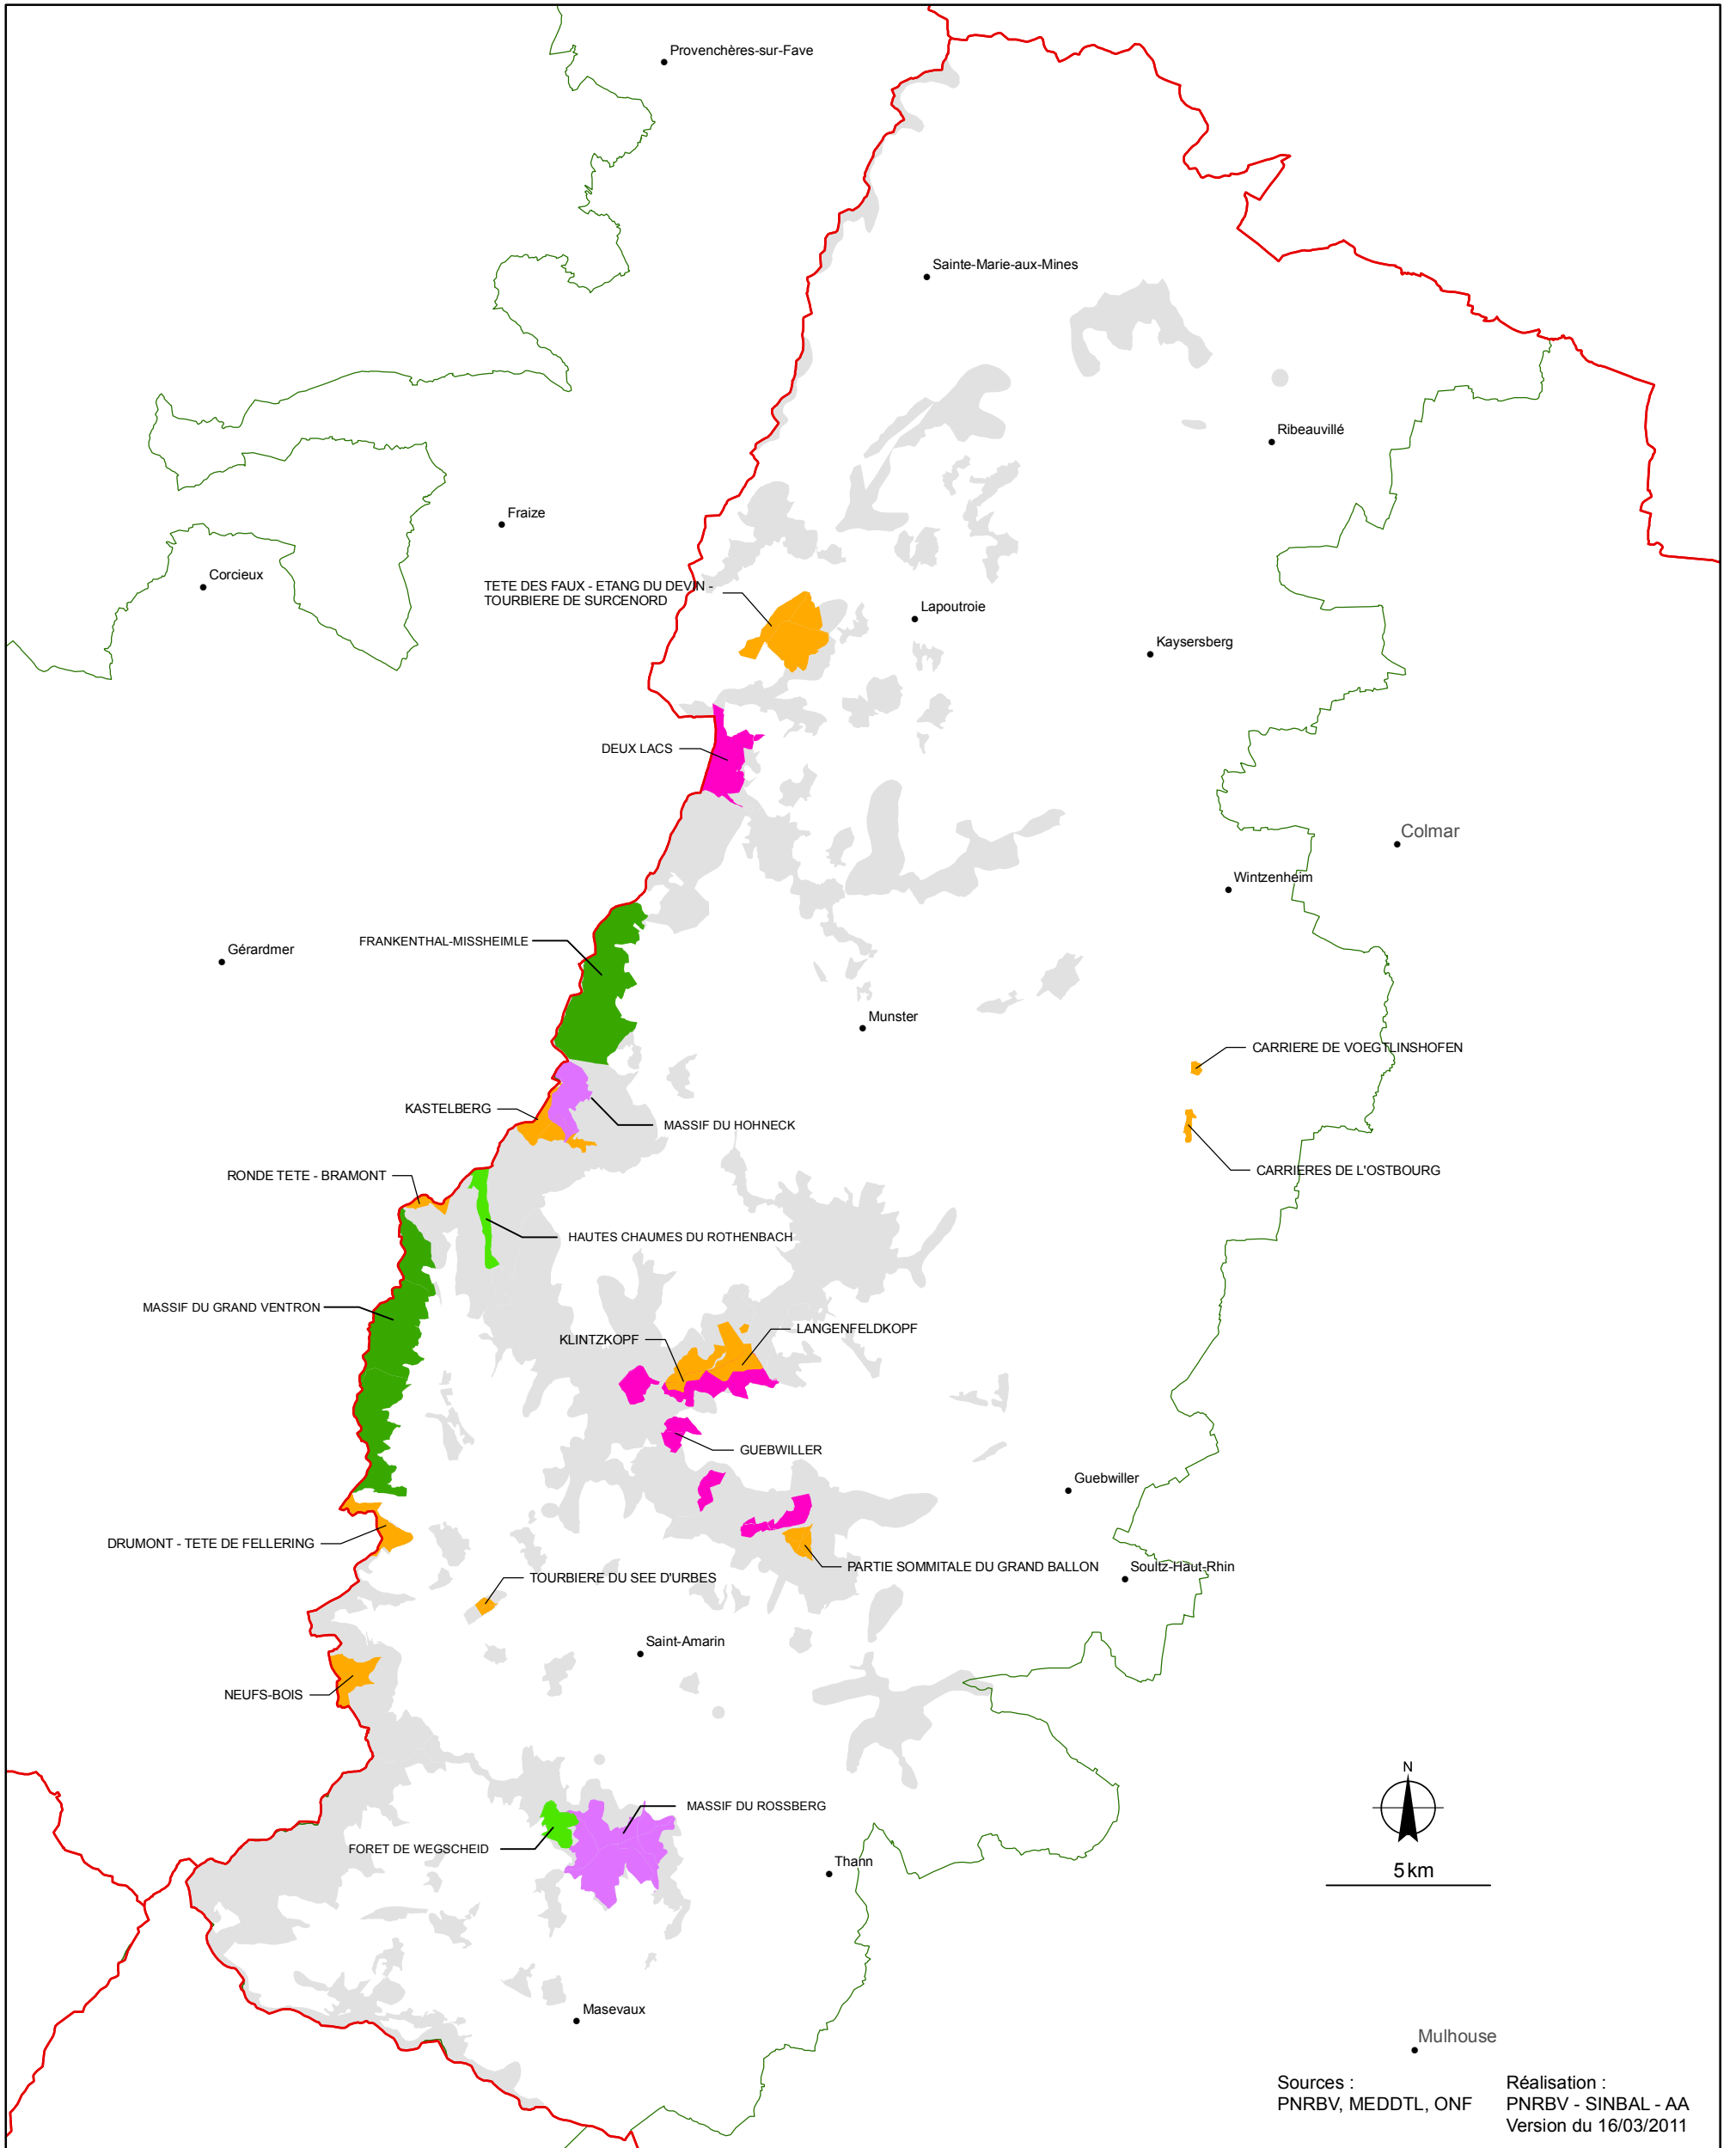 Provenchères-sur-Fave
Sainte-Marie-aux-Mines
Ribeauvillé
Fraize
Corcieux
TETE DES FAUX - ETANG DU DEVIN -
TOURBIERE DE SURCENORD
Lapoutroie
Kaysersberg
DEUX LACS
Colmar
Wintzenheim
FRANKENTHAL-MISSHEIMLE
Gérardmer
Munster
CARRIERE DE VOEGTLINSHOFEN
KASTELBERG
MASSIF DU HOHNECK
CARRIERES DE L'OSTBOURG
RONDE TETE - BRAMONT
HAUTES CHAUMES DU ROTHENBACH
MASSIF DU GRAND VENTRON
LANGENFELDKOPF
KLINTZKOPF
GUEBWILLER
Guebwiller
DRUMONT - TETE DE FELLERING
PARTIE SOMMITALE DU GRAND BALLON
Soultz-Haut-Rhin
TOURBIERE DU SEE D'URBES
Saint-Amarin
NEUFS-BOIS
N
MASSIF DU ROSSBERG
FORET DE WEGSCHEID
Thann
5 km
Masevaux
Mulhouse
Sources :
PNRBV, MEDDTL, ONF
Réalisation :
PNRBV - SINBAL - AA
Version du 16/03/2011